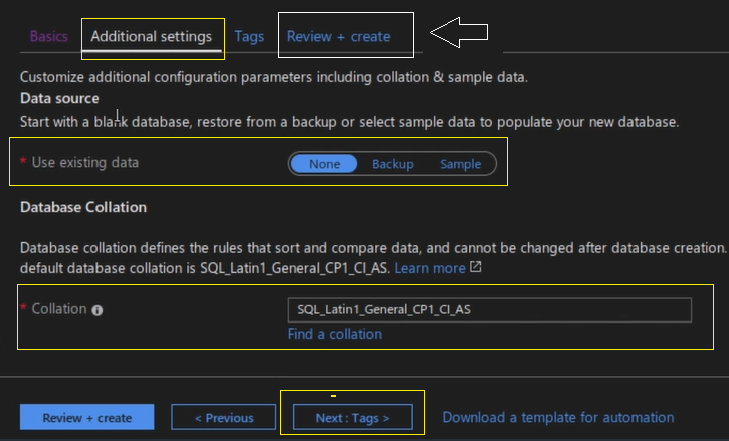 Basics Additional settings Tags Review + create
Customize additional configuration parameters including collation & sample data.
Data source
Start with a blank database, restore from a backup or select sample data to populate your new database.
* Use existing data None Backup Sample
Database Collation
Database collation defines the rules that sort and compare data, and cannot be changed after database creation.
default database collation is SQL_Latin1_General_CP1_CI_AS. Learn more
* Collation SQL_Latin1_General_CP1_CI_AS
Find a collation
Review + create < Previous Next : Tags > Download a template for automation